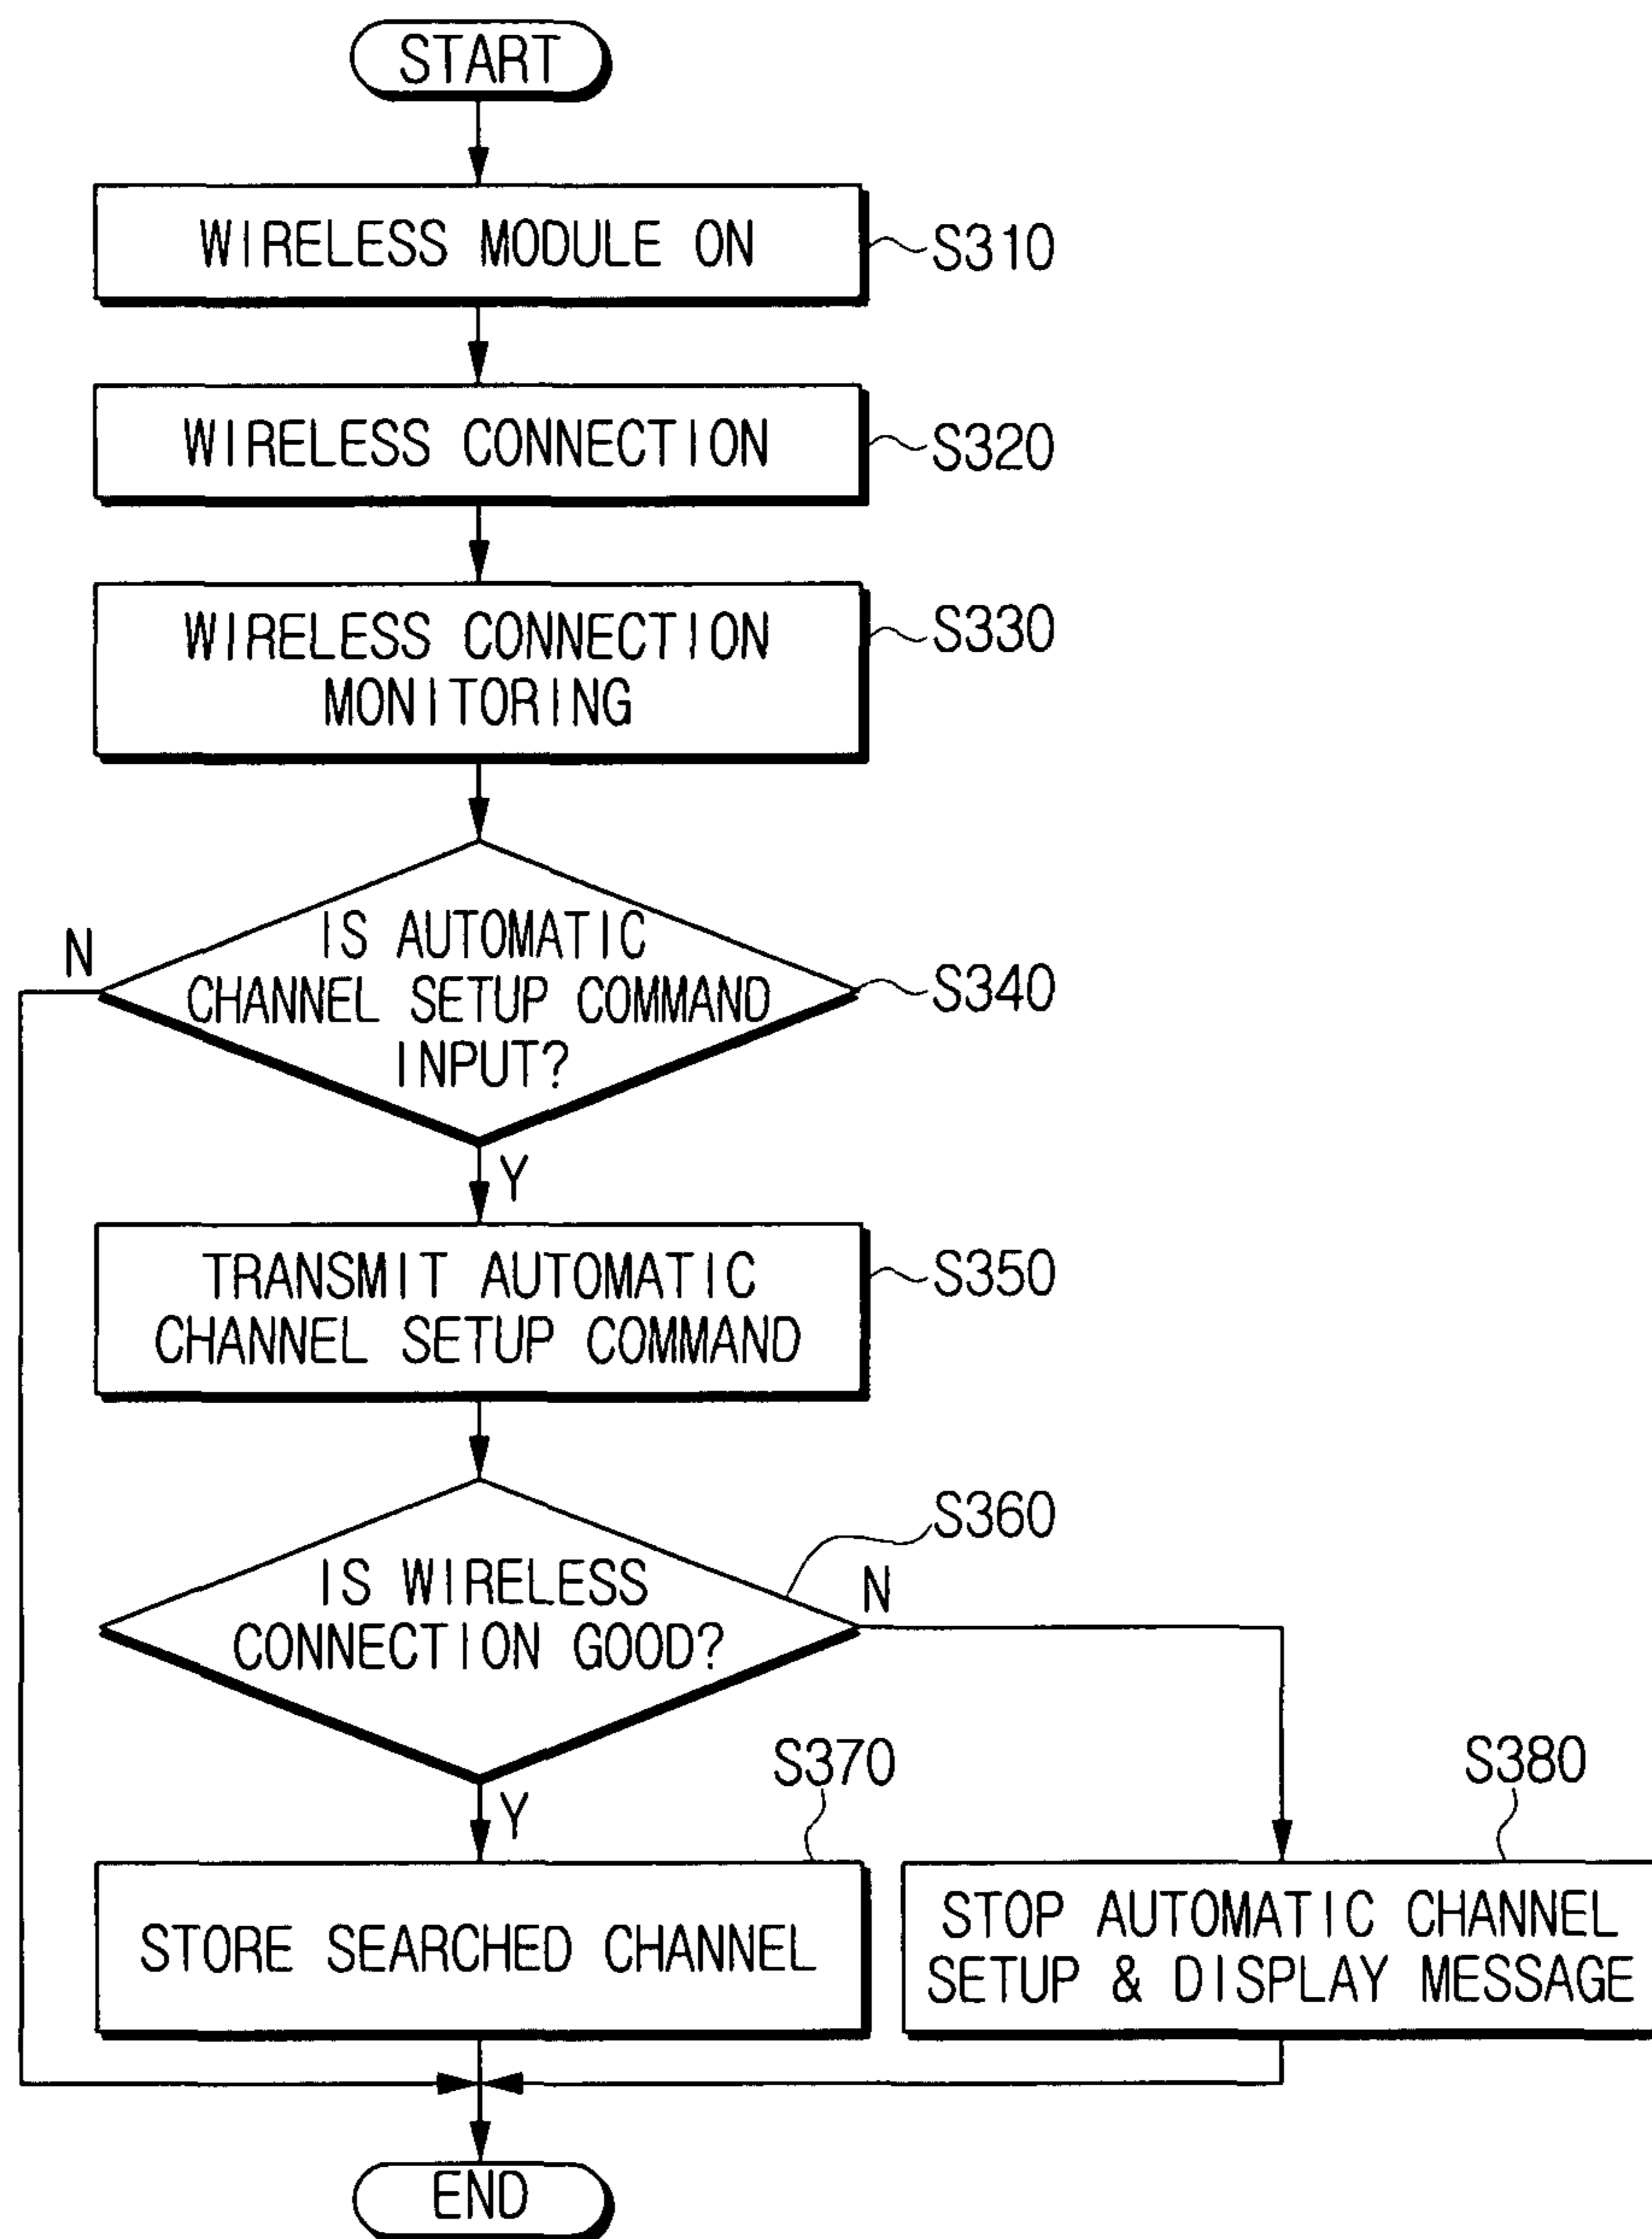 START
WIRELESS MODULE ON
S310
WIRELESS CONNECTION
S320
WIRELESS CONNECTION
MONITORING
S330
N
IS AUTOMATIC
CHANNEL SETUP COMMAND
INPUT?
S340
Y
TRANSMIT AUTOMATIC
CHANNEL SETUP COMMAND
S350
S360
IS WIRELESS
CONNECTION GOOD?
N
Y
S370
STORE SEARCHED CHANNEL
S380
STOP AUTOMATIC CHANNEL
SETUP & DISPLAY MESSAGE
END